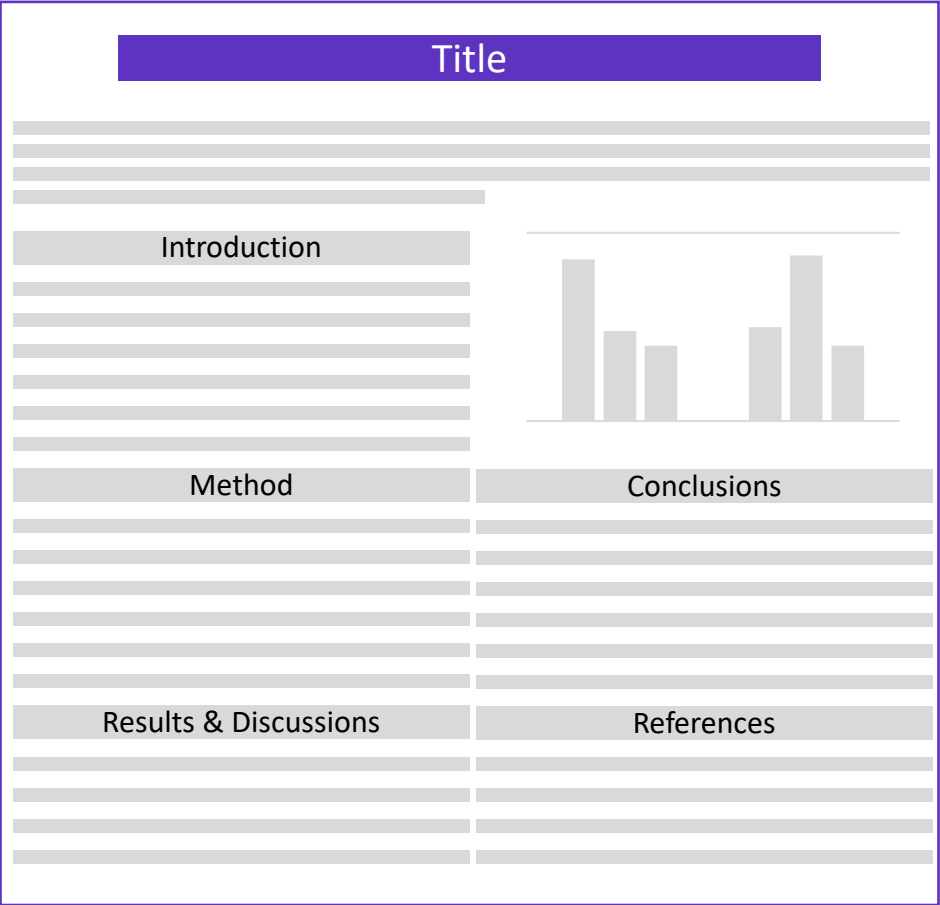 Title
Introduction
Method
Results & Discussions
Conclusions
References